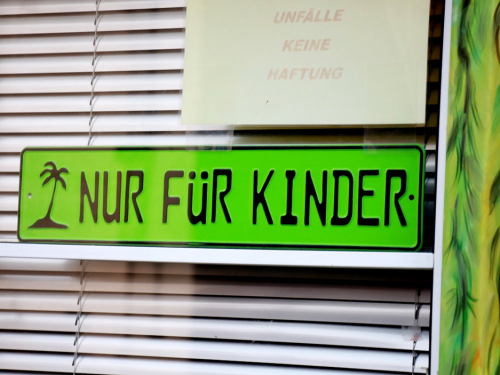 UNFÄLLE
KEINE
HAFTUNG
NUR FüR KINDER